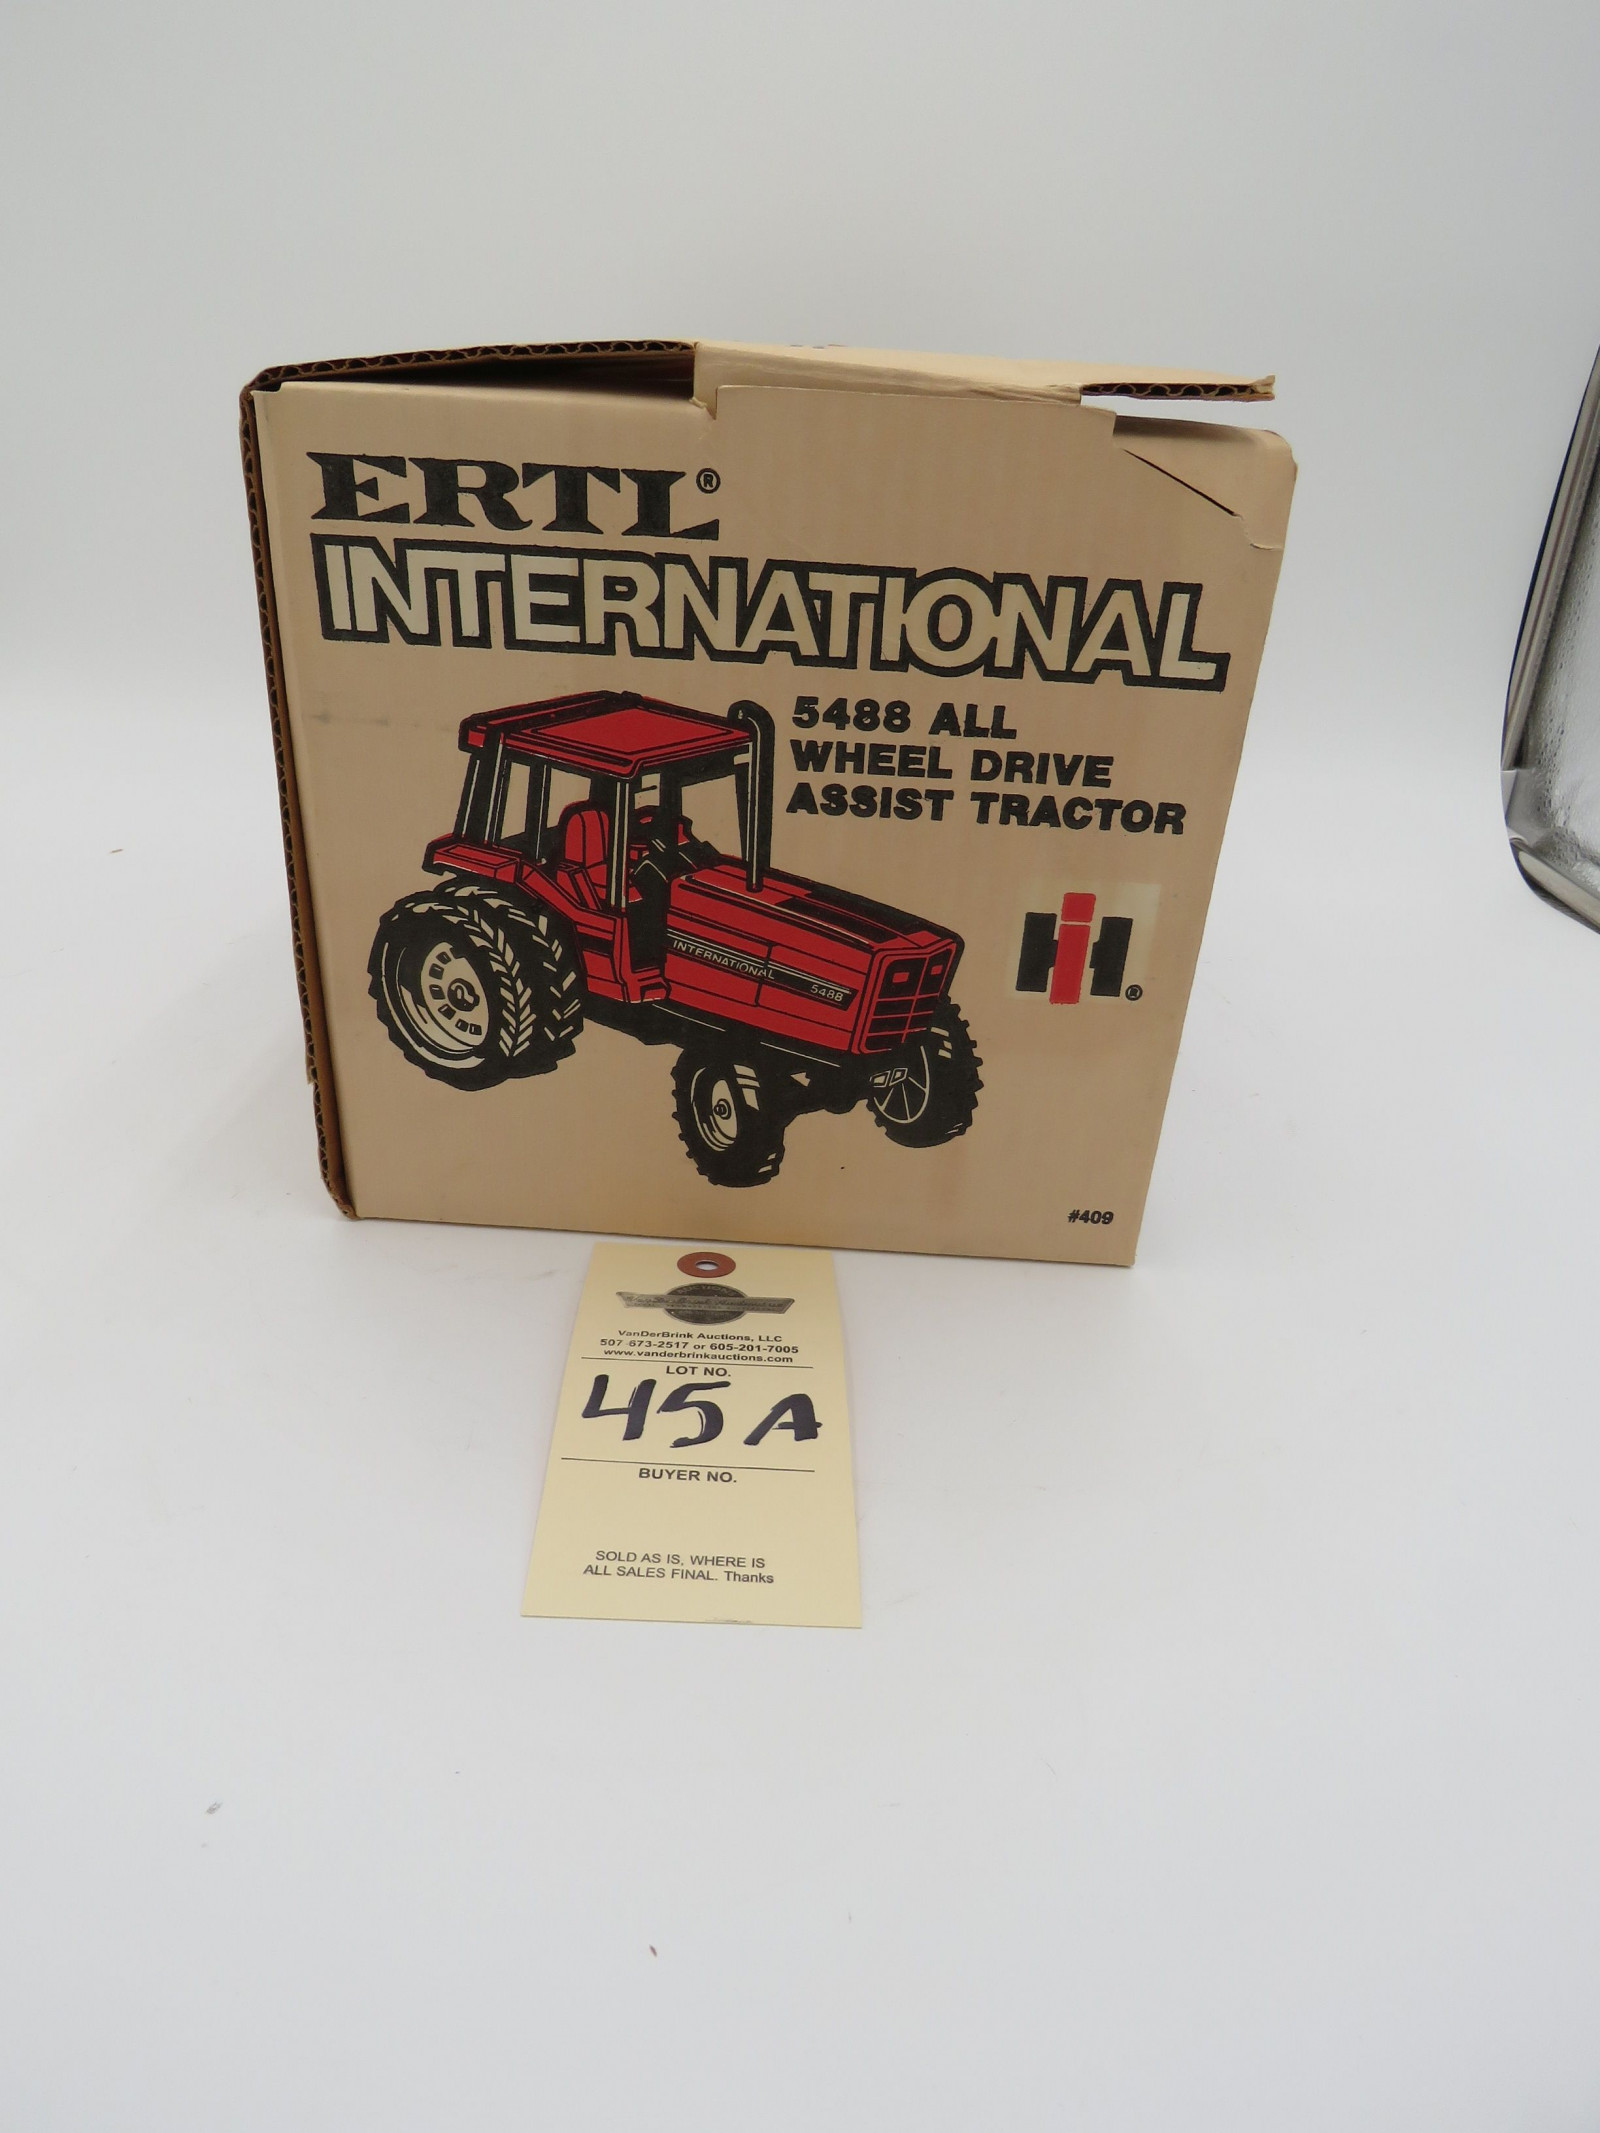 ERTL®
INTERNATIONAL
5488 ALL
WHEEL DRIVE
ASSIST TRACTOR
INTERNATIONAL
5488
IH®
#409
VanDerBrink Auctions, LLC
507-673-2517 or 605-201-7005
www.vanderbrinkauctions.com
LOT NO.
45A
BUYER NO.
SOLD AS IS, WHERE IS
ALL SALES FINAL. Thanks